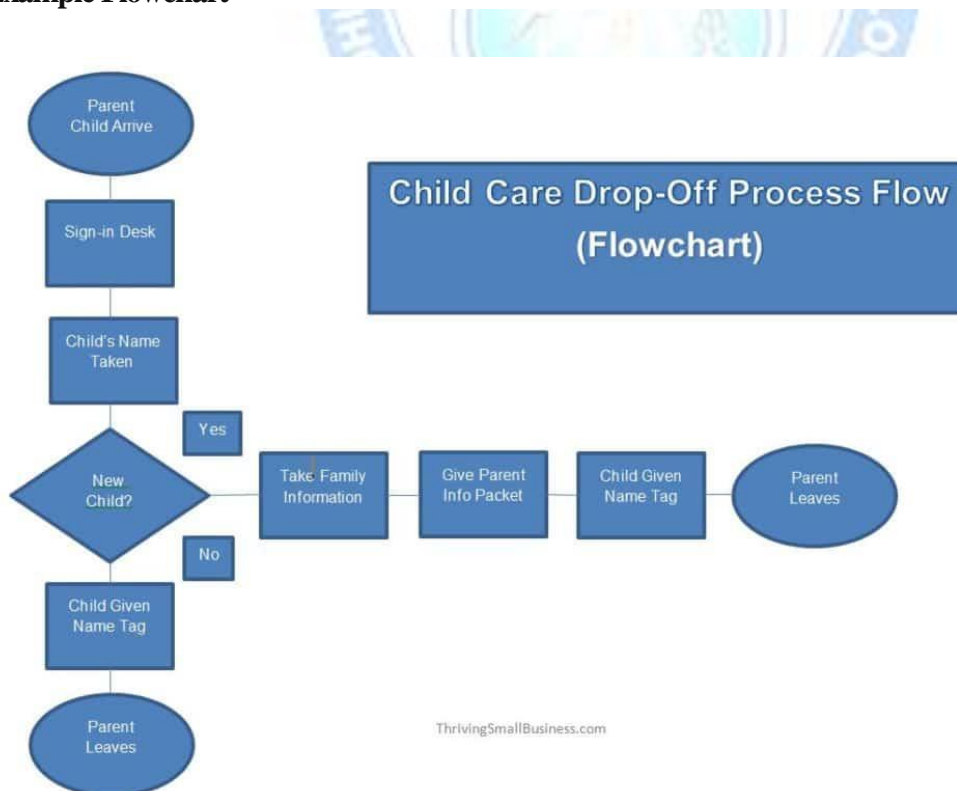 Example Flowchart
Parent
Child Arrive
Child Care Drop-Off Process Flow
(Flowchart)
Sign-in Desk
Child's Name
Taken
Yes
New
Child?
Take Family
Information
Give Parent
Info Packet
Child Given
Name Tag
Parent
Leaves
No
Child Given
Name Tag
Parent
Leaves
ThrivingSmallBusiness.com